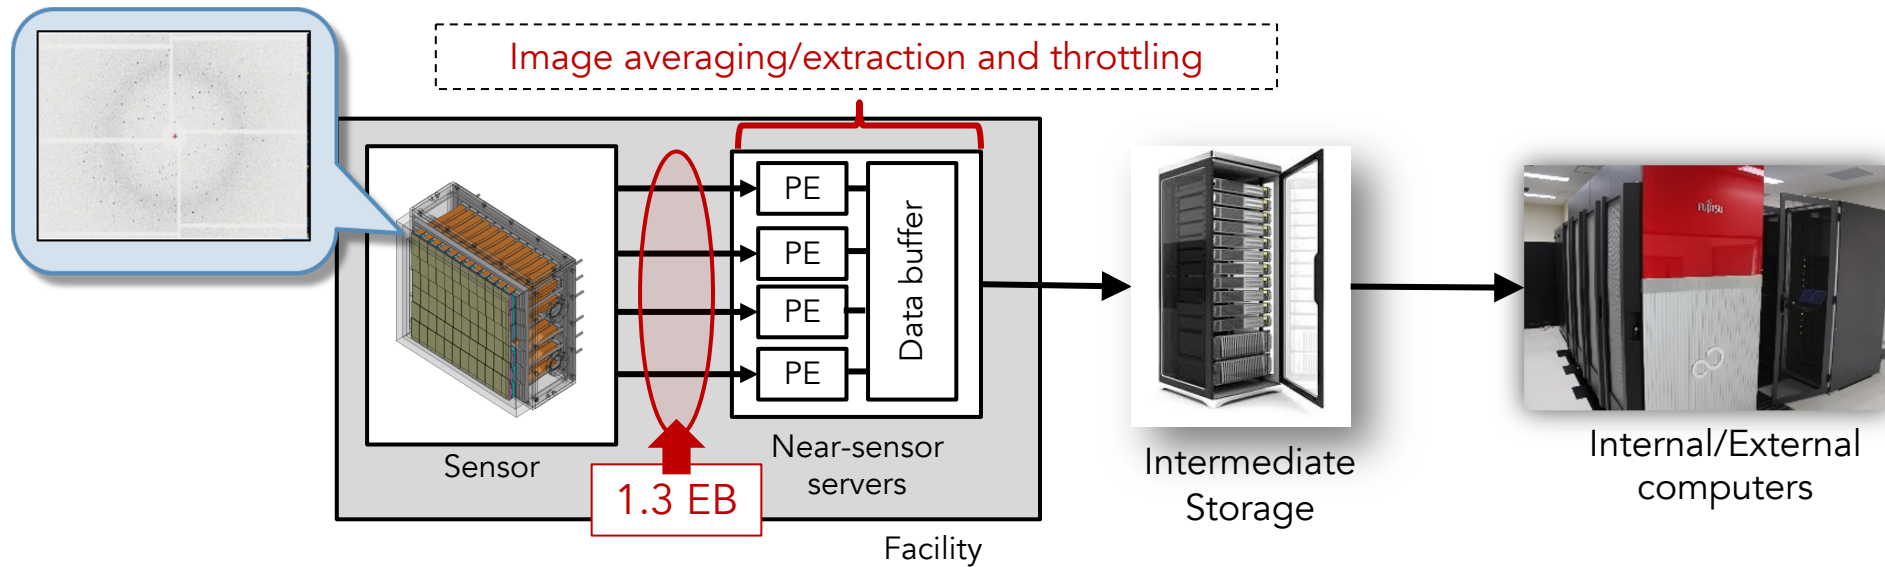 Image averaging/extraction and throttling
PE
PE
PE
PE
Data buffer
Sensor
Near-sensor
servers
1.3 EB
Facility
Intermediate
Storage
FUJITSU
Internal/External
computers